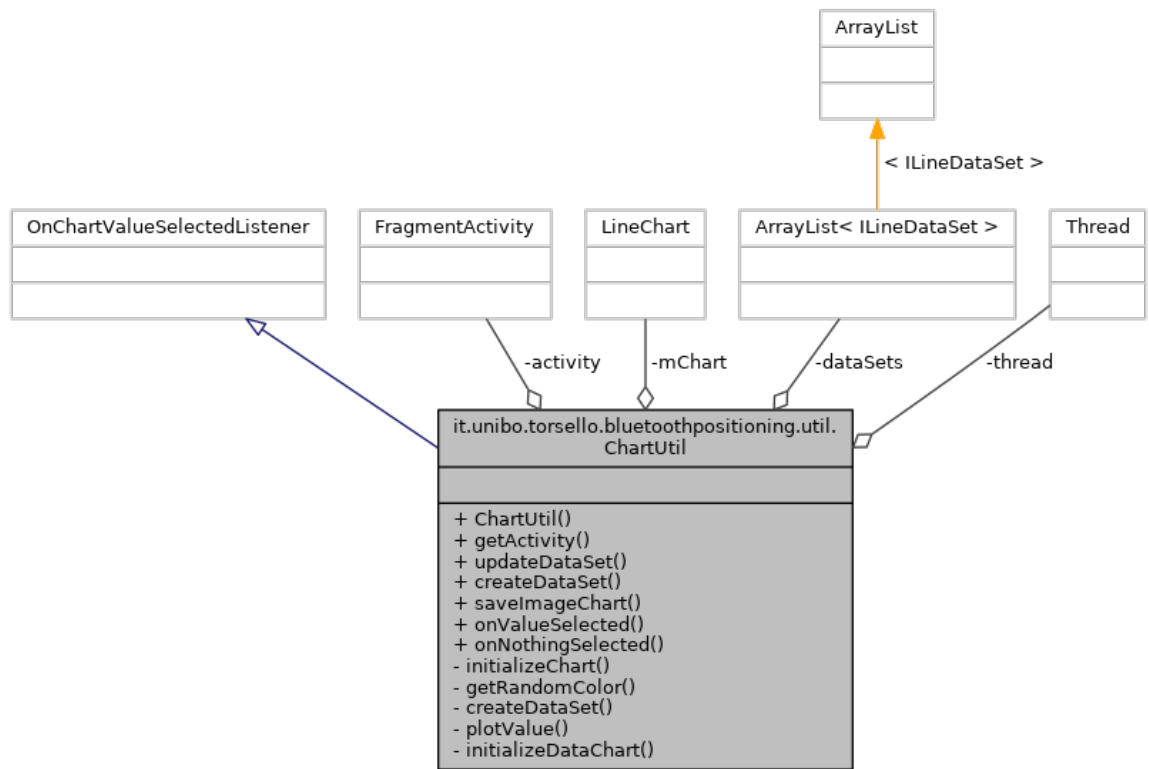 ArrayList
< ILineDataSet >
OnChartValueSelectedListener
FragmentActivity
LineChart
ArrayList< ILineDataSet >
Thread
-activity
-mChart
-dataSets
-thread
it.unibo.torsello.bluetoothpositioning.util.
ChartUtil
+ ChartUtil()
+ getActivity()
+ updateDataSet()
+ createDataSet()
+ saveImageChart()
+ onValueSelected()
+ onNothingSelected()
- initializeChart()
- getRandomColor()
- createDataSet()
- plotValue()
- initializeDataChart()